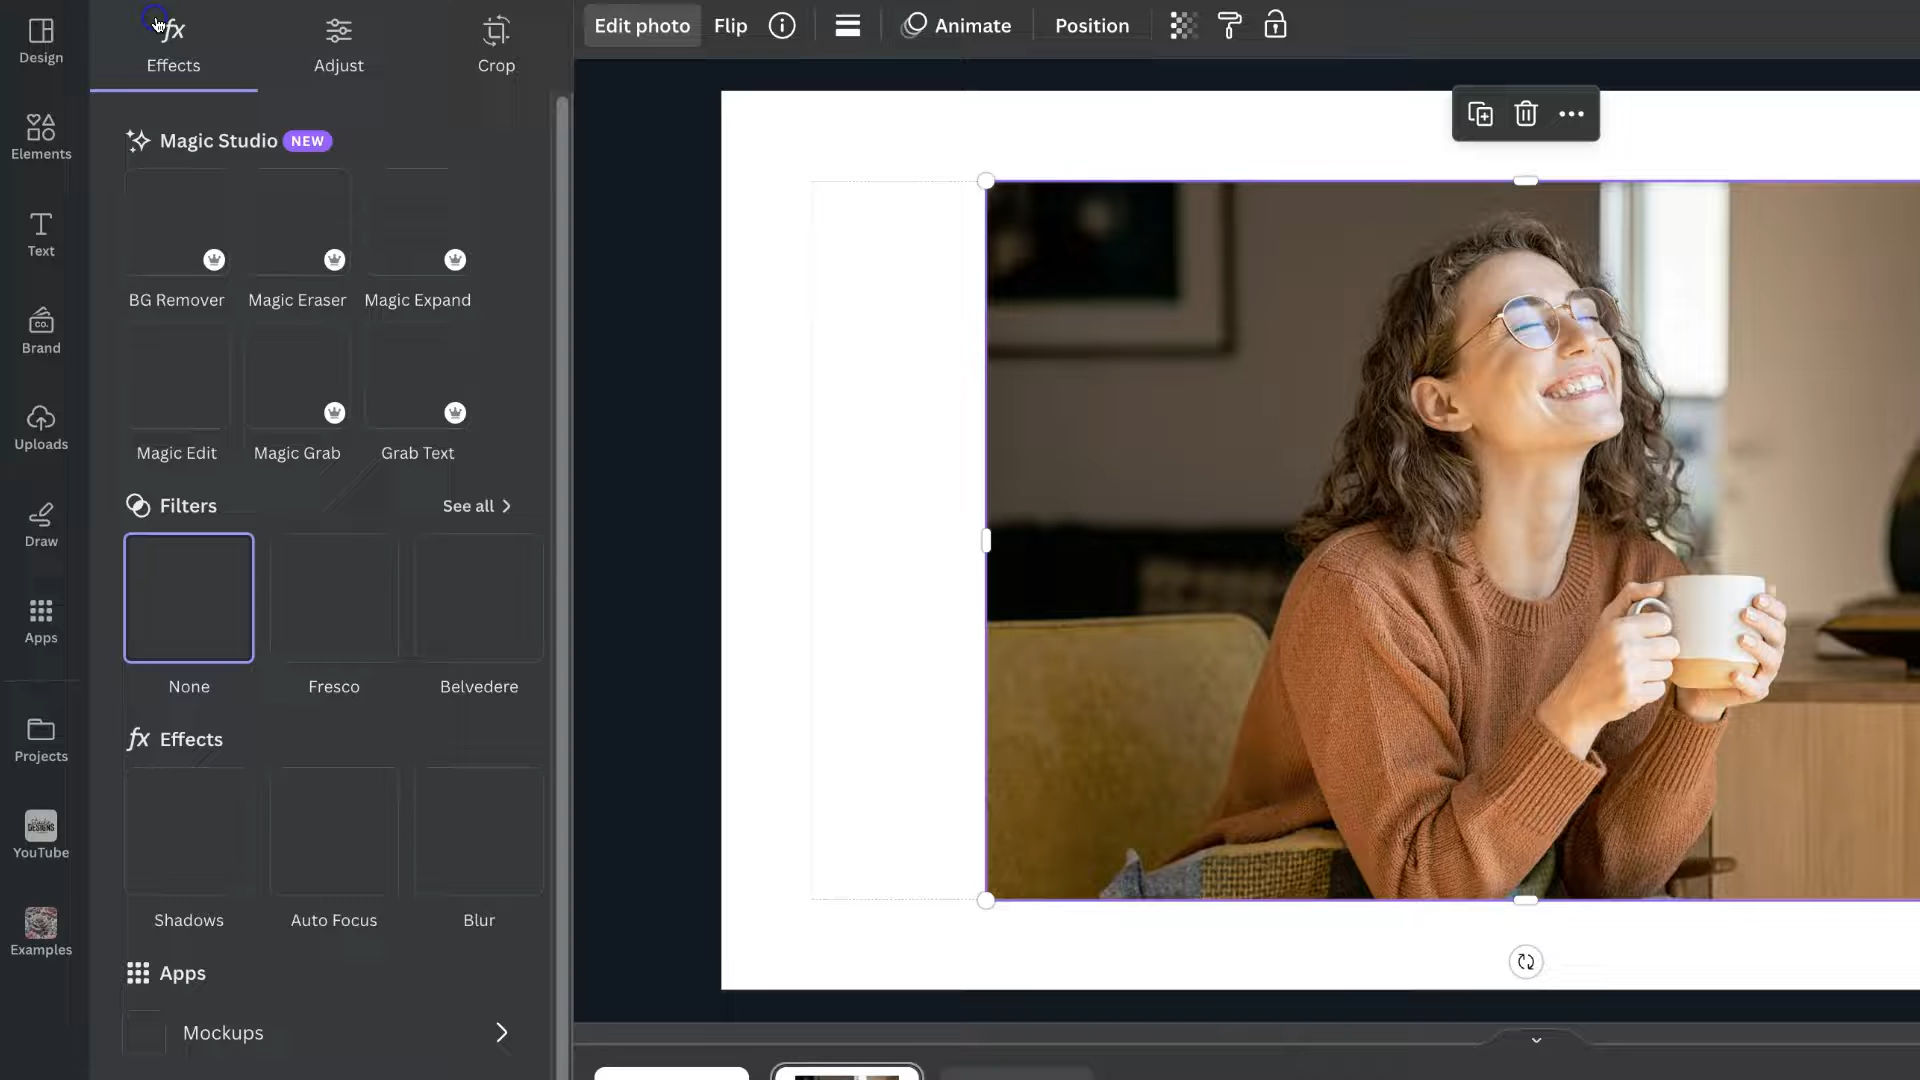 Design
Elements
Text
Brand
Uploads
Draw
Apps
Projects
YouTube
Examples
Effects
Adjust
Crop
Magic Studio NEW
BG Remover
Magic Eraser
Magic Expand
Magic Edit
Magic Grab
Grab Text
Filters
See all
None
Fresco
Belvedere
fx Effects
Shadows
Auto Focus
Blur
Apps
Mockups
Edit photo
Flip
Animate
Position